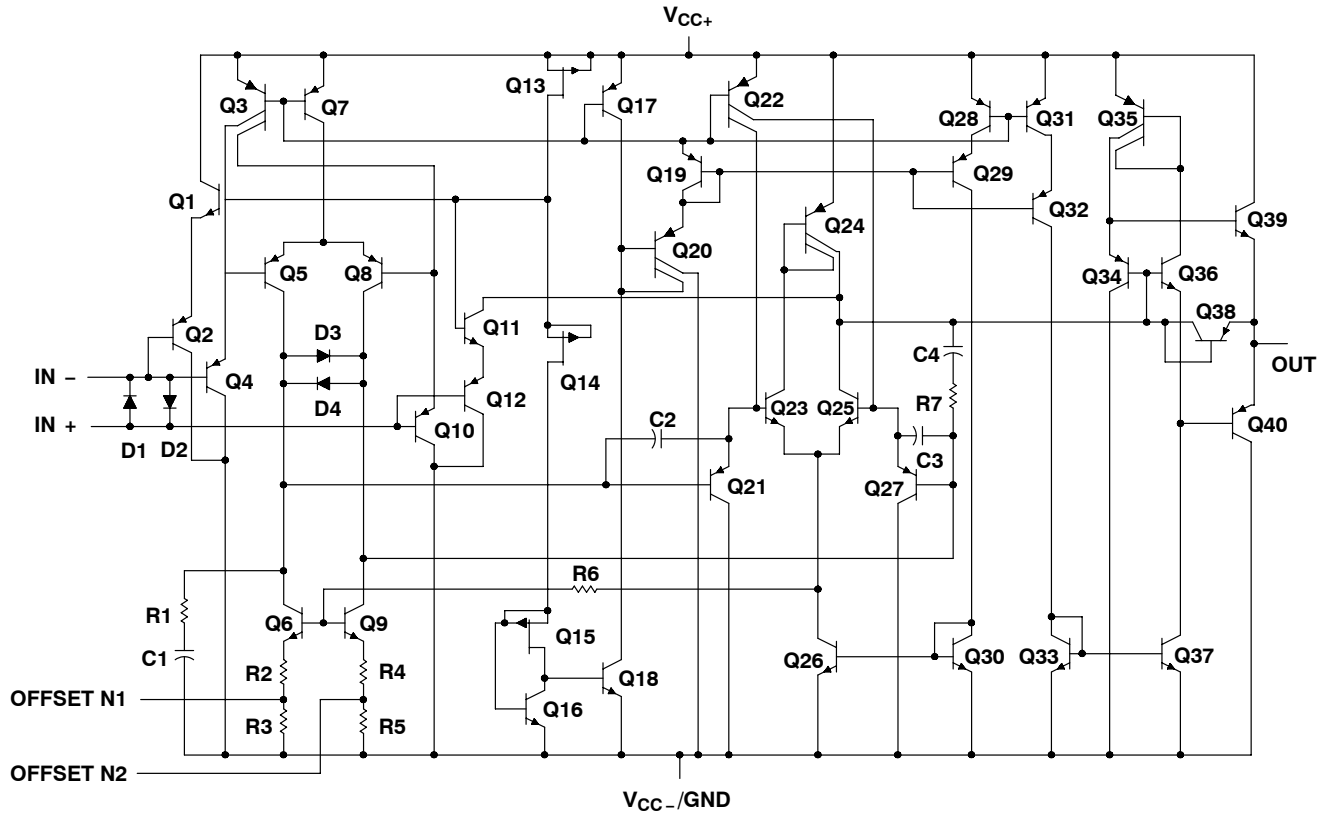 VCC+
Q13
Q3
Q7
Q17
Q22
Q28
Q31
Q35
Q1
Q19
Q29
Q32
Q39
Q20
Q24
Q5
Q8
Q34
Q36
Q2
D3
Q11
Q38
C4
OUT
IN −
Q4
D4
Q12
Q14
R7
IN +
D1
D2
Q10
C2
Q23
Q25
C3
Q40
Q21
Q27
R6
R1
Q6
Q9
C1
R2
R4
Q15
Q26
Q30
Q33
Q37
Q18
OFFSET N1
R3
R5
Q16
OFFSET N2
VCC−/GND